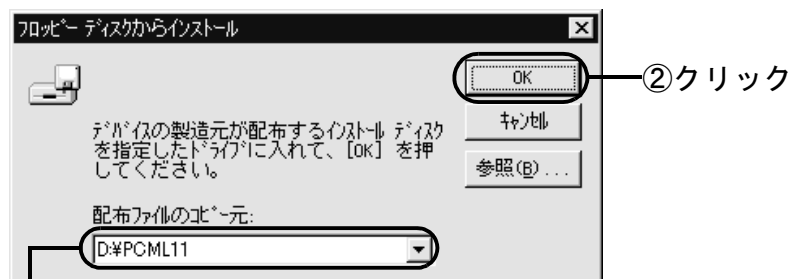 フロッピー ディスクからインストール
OK
②クリック
デバイスの製造元が配布するインストール ディスク
を指定したドライブに入れて、[OK] を押
してください。
キャンセル
参照(B)...
配布ファイルのコピー元:
D:¥PCML11